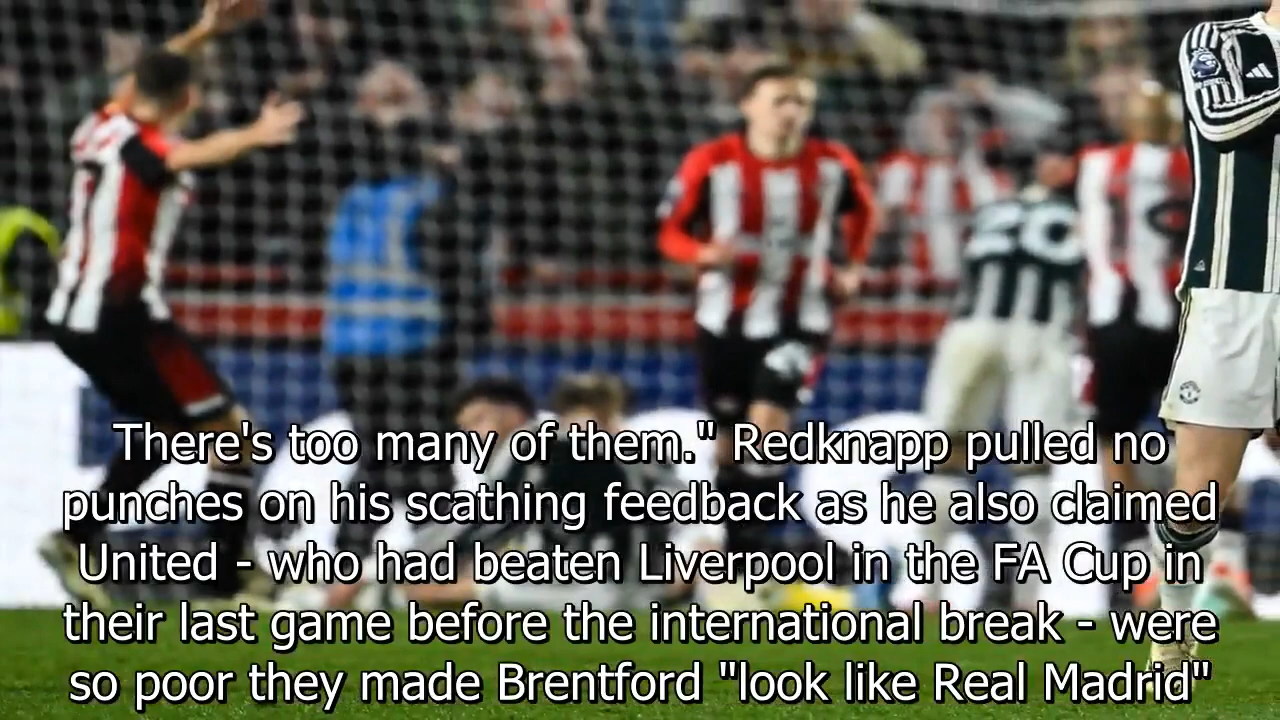 20
There's too many of them." Redknapp pulled no
punches on his scathing feedback as he also claimed
United - who had beaten Liverpool in the FA Cup in
their last game before the international break - were
so poor they made Brentford "look like Real Madrid"